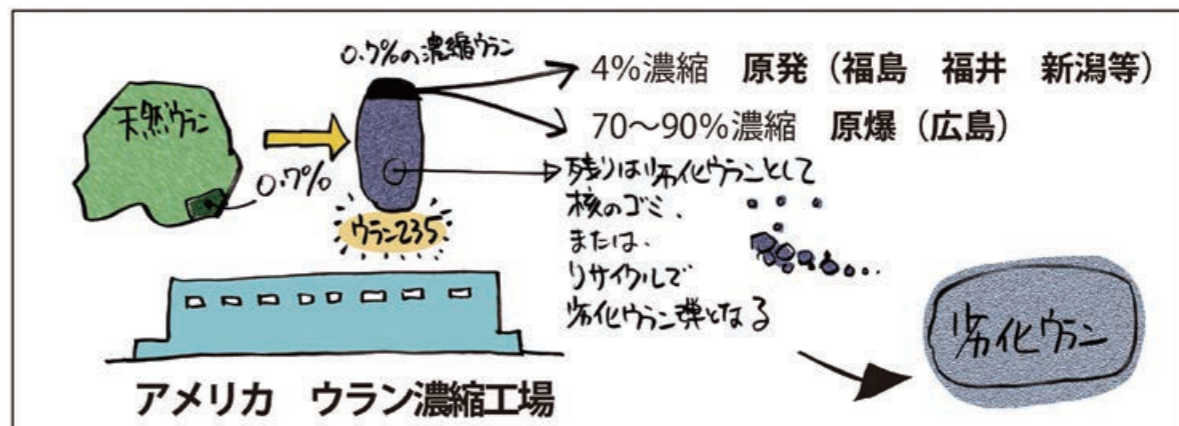 0.7%の濃縮ウラン
4%濃縮　原発（福島　福井　新潟等）
天然ウラン
70～90%濃縮　原爆（広島）
0.7%
残りは劣化ウランとして
核のゴミ、
または、
リサイクルで
劣化ウラン弾となる
ウラン235
劣化ウラン
アメリカ　ウラン濃縮工場